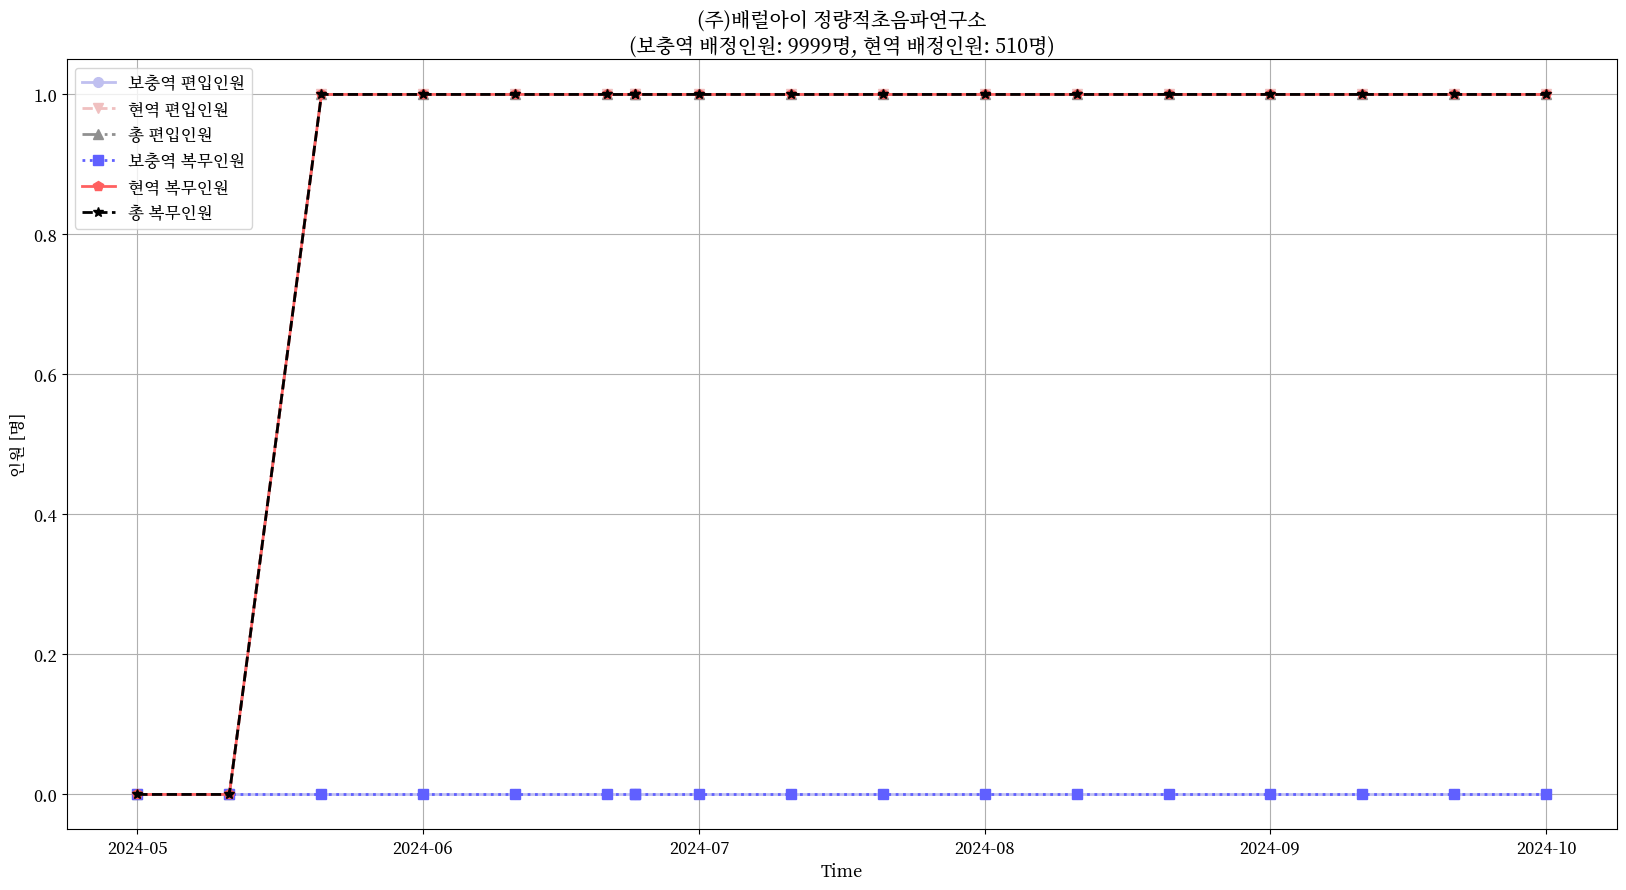 (주)배럴아이 정량적초음파연구소
(보충역 배정인원: 9999명, 현역 배정인원: 510명)
보충역 편입인원
현역 편입인원
총 편입인원
보충역 복무인원
현역 복무인원
총 복무인원
인원 [명]
1.0
0.8
0.6
0.4
0.2
0.0
2024-05
2024-06
2024-07
2024-08
2024-09
2024-10
Time